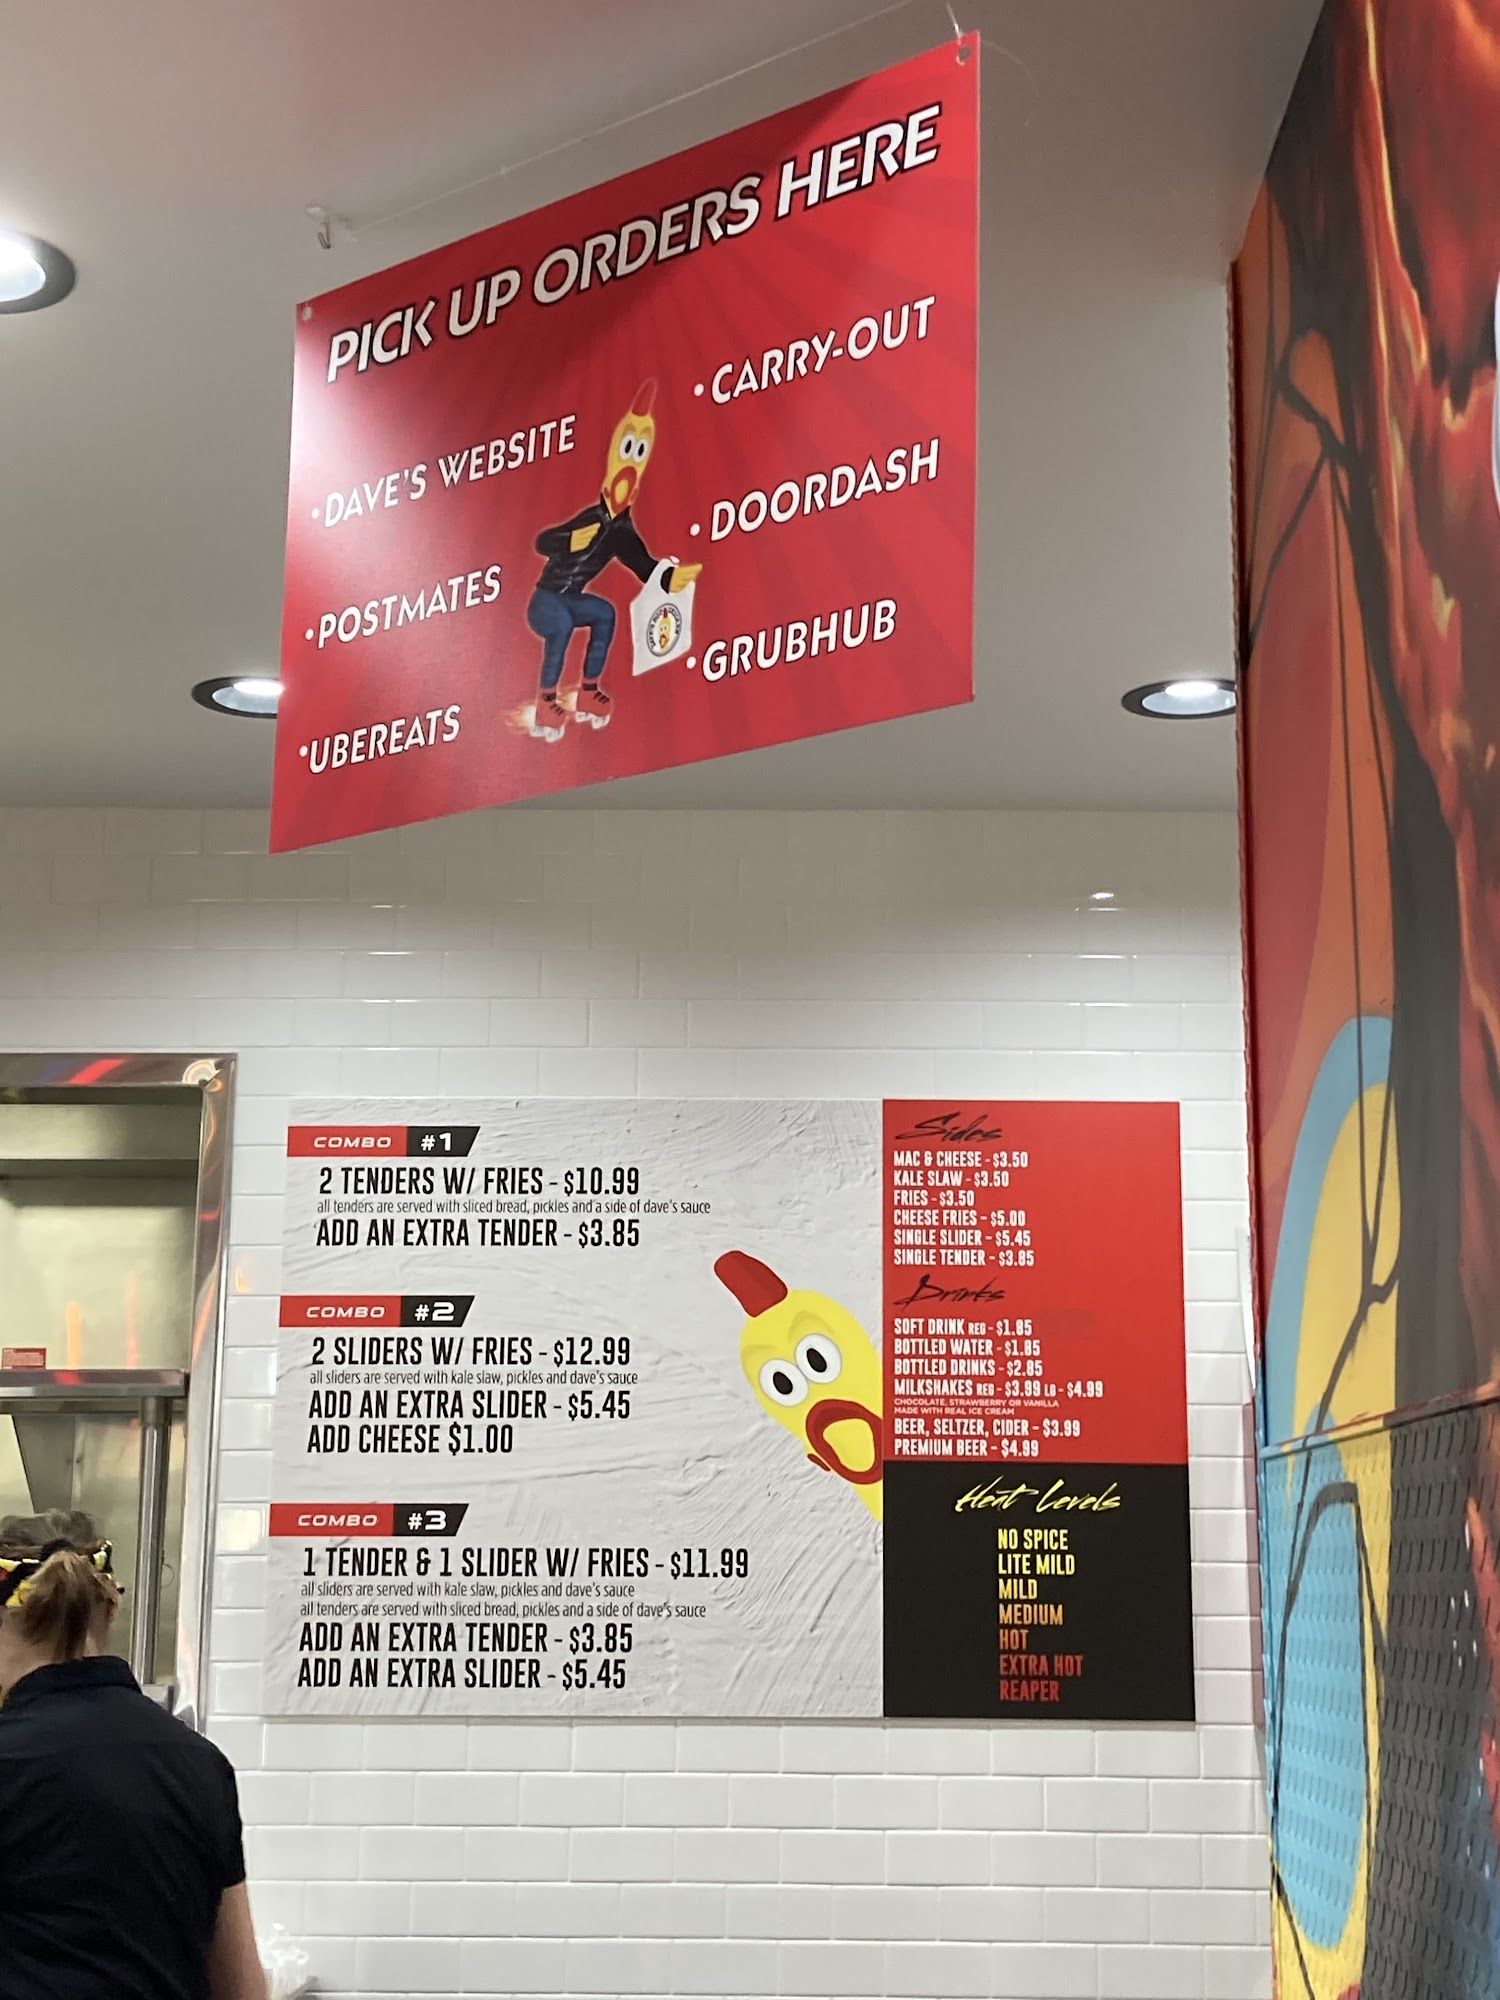 PICK UP ORDERS HERE
•DAVE'S WEBSITE
•POSTMATES
•UBEREATS
•CARRY-OUT
•DOORDASH
•GRUBHUB
COMBO #1
2 TENDERS W/ FRIES - $10.99
all tenders are served with sliced bread, pickles and a side of dave's sauce
ADD AN EXTRA TENDER - $3.85
COMBO #2
2 SLIDERS W/ FRIES - $12.99
all sliders are served with kale slaw, pickles and dave's sauce
ADD AN EXTRA SLIDER - $5.45
ADD CHEESE $1.00
COMBO #3
1 TENDER & 1 SLIDER W/ FRIES - $11.99
all sliders are served with kale slaw, pickles and dave's sauce
all tenders are served with sliced bread, pickles and a side of dave's sauce
ADD AN EXTRA TENDER - $3.85
ADD AN EXTRA SLIDER - $5.45
Sides
MAC & CHEESE - $3.50
KALE SLAW - $3.50
FRIES - $3.50
CHEESE FRIES - $5.00
SINGLE SLIDER - $5.45
SINGLE TENDER - $3.85
Drinks
SOFT DRINK REG - $1.85
BOTTLED WATER - $1.85
BOTTLED DRINKS - $2.85
MILKSHAKES REG - $3.99 LG - $4.99
CHOCOLATE, STRAWBERRY OR VANILLA
MADE WITH REAL ICE CREAM
BEER, SELTZER, CIDER - $3.99
PREMIUM BEER - $4.99
Heat Levels
NO SPICE
LITE MILD
MILD
MEDIUM
HOT
EXTRA HOT
REAPER